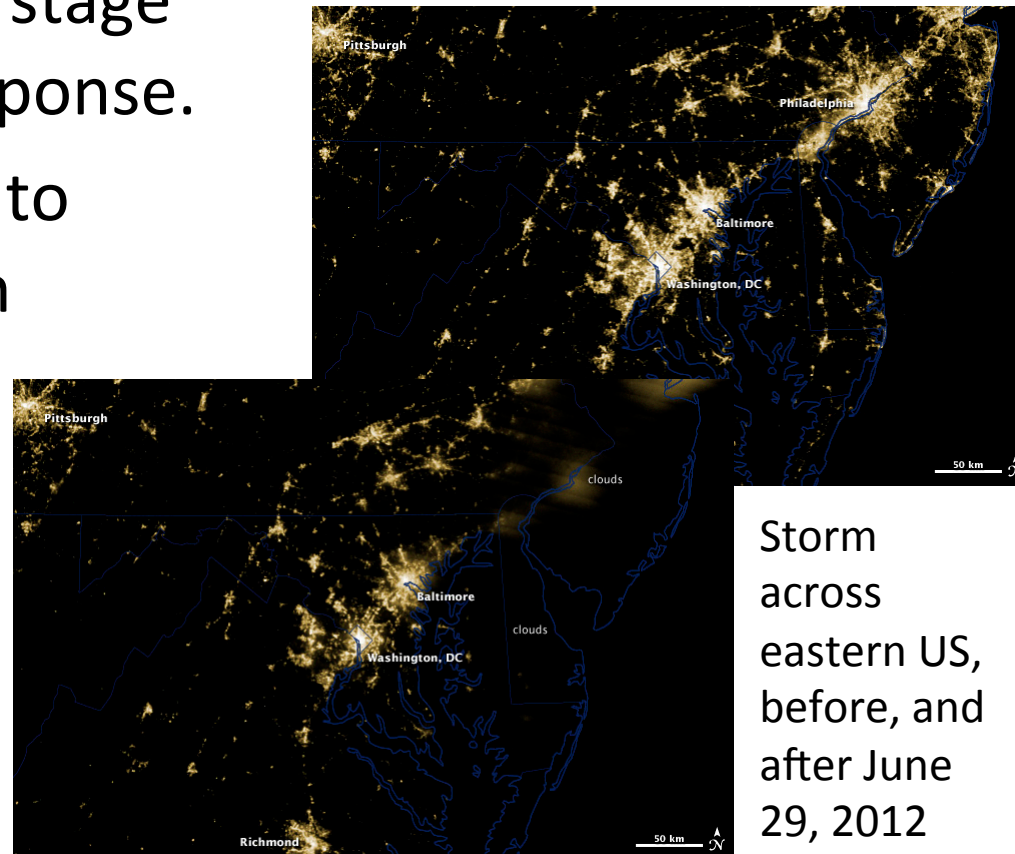 stage
ponse.
to
Pittsburgh
Philadelphia
Baltimore
Washington, DC
50 km
Pittsburgh
clouds
Baltimore
clouds
Washington, DC
Richmond
50 km
N
Storm
across
eastern US,
before, and
after June
29, 2012